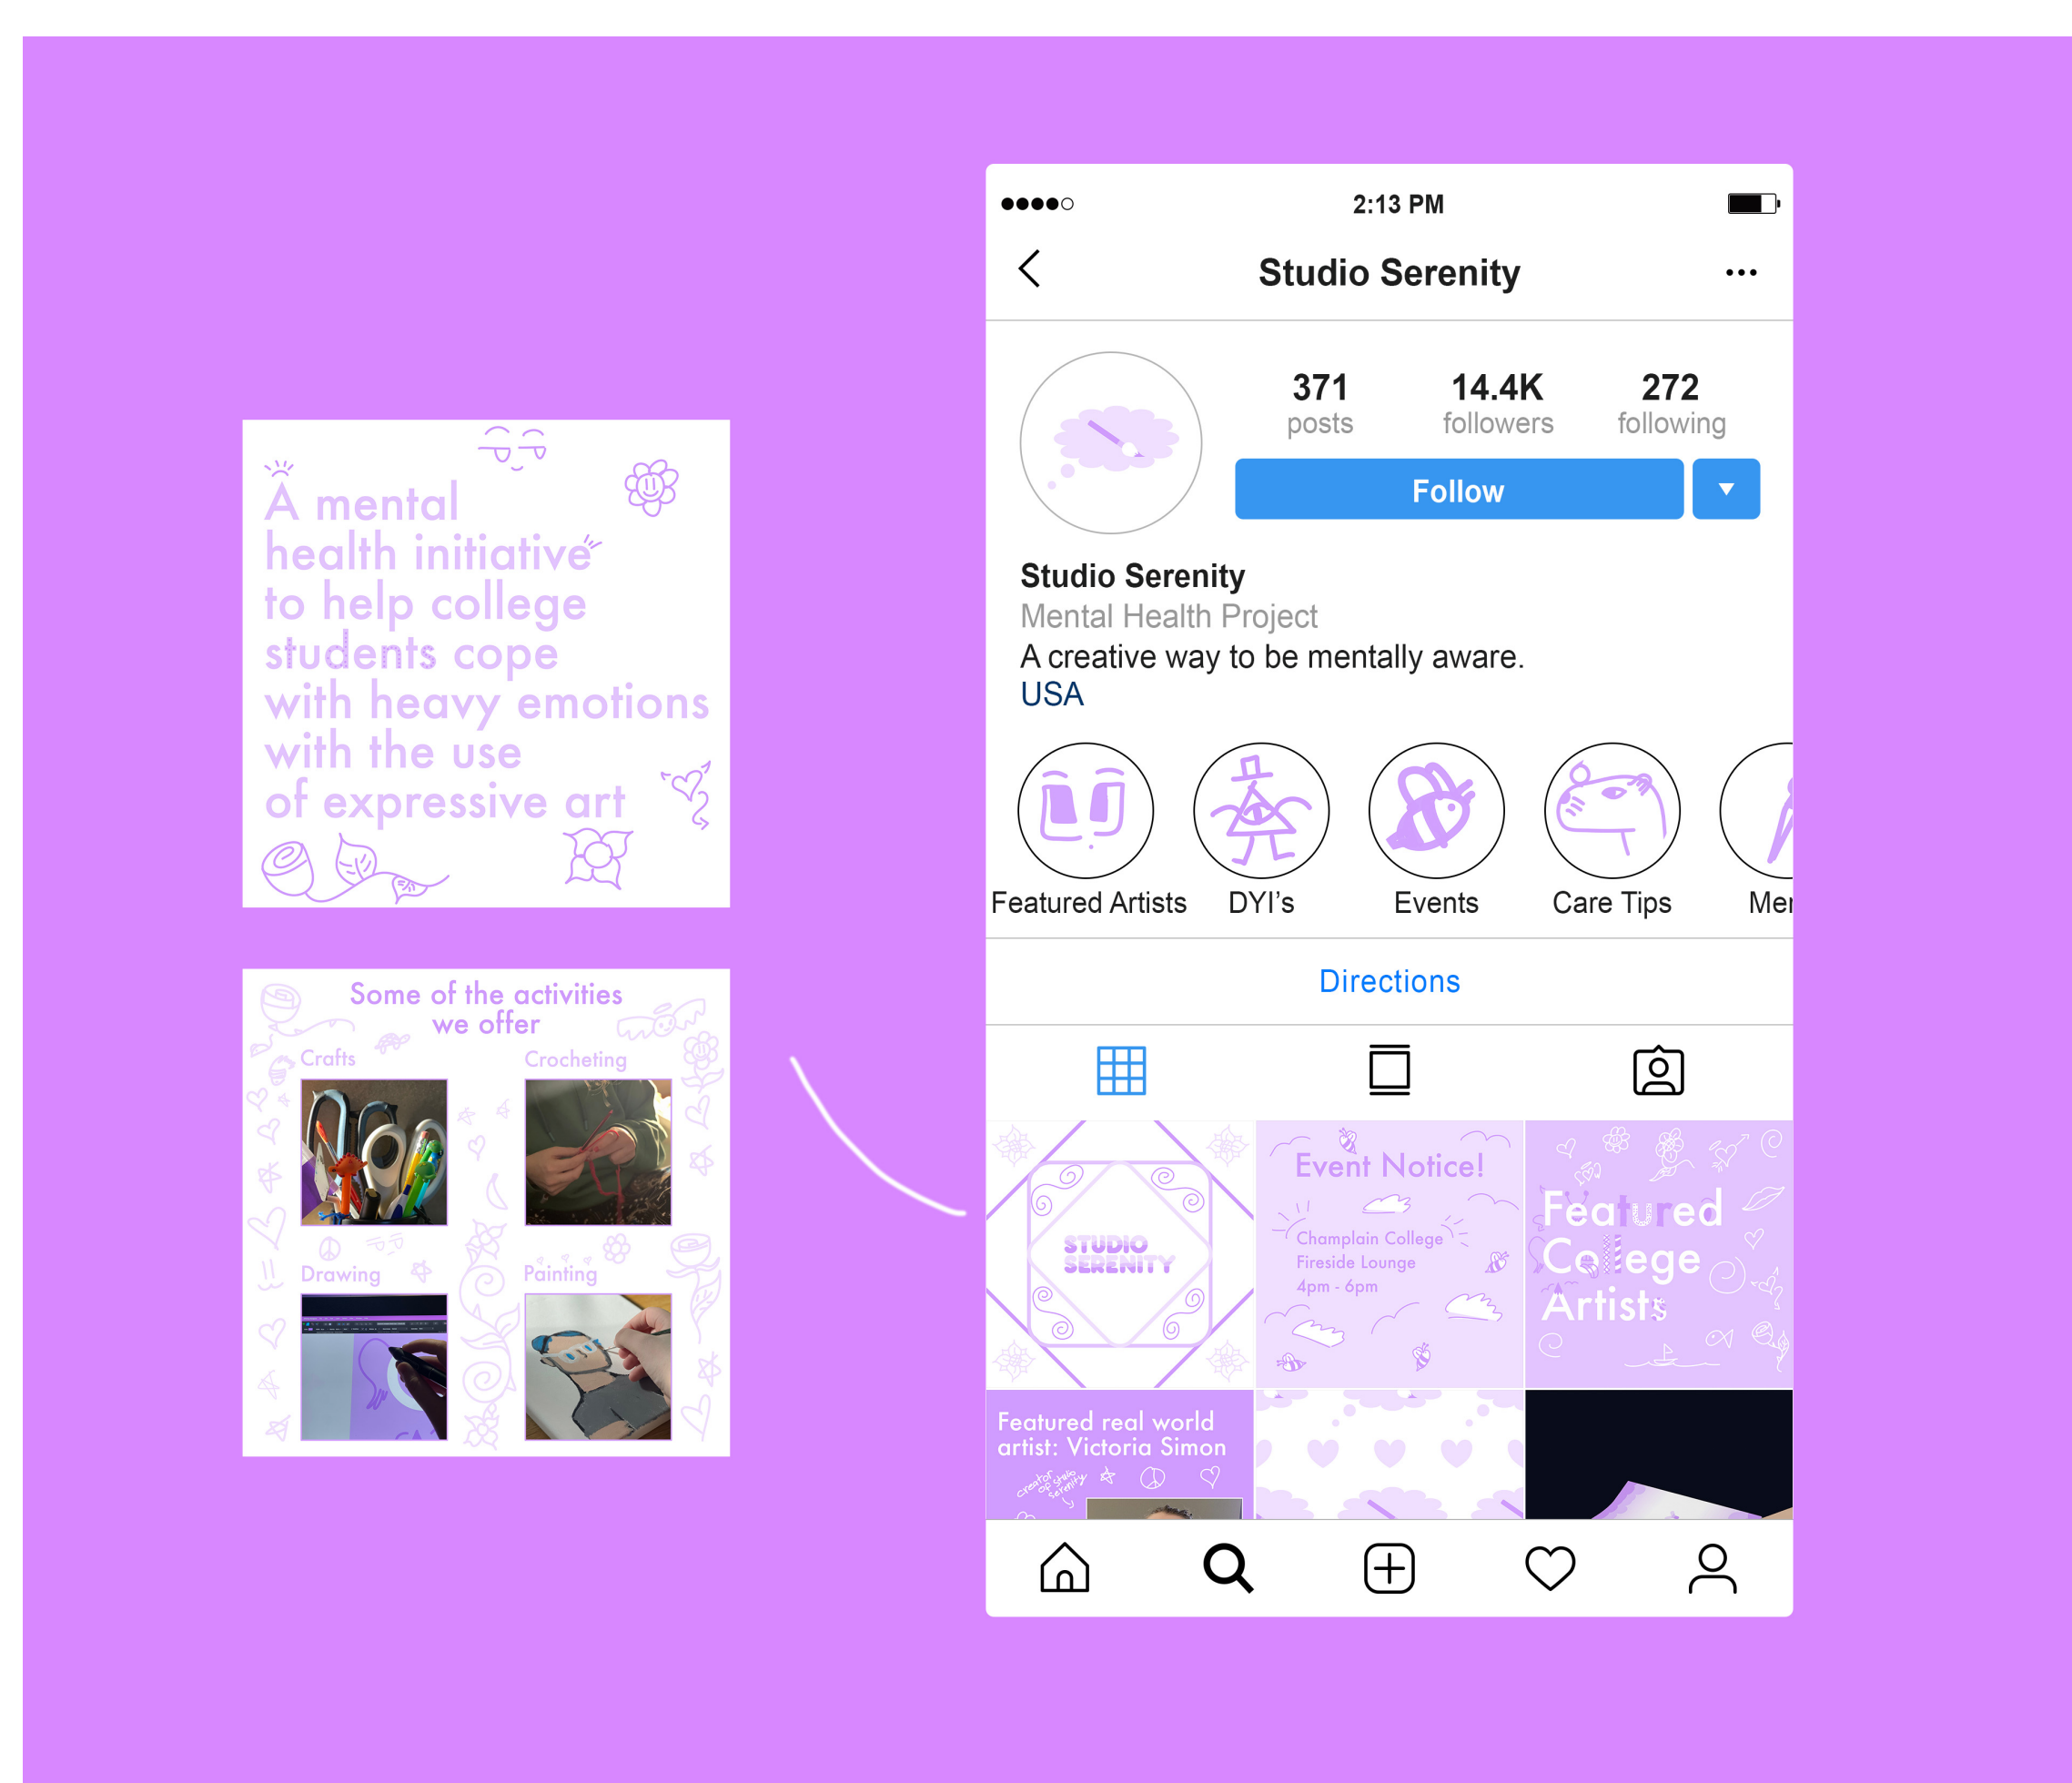 A mental
health initiative
to help college
students cope
with heavy emotions
with the use
of expressive art
Some of the activities
we offer
Crafts
Crocheting
Drawing
Painting
2:13 PM
Studio Serenity
371
14.4K
272
posts
followers
following
Follow
Studio Serenity
Mental Health Project
A creative way to be mentally aware.
USA
Featured Artists
DYI's
Events
Care Tips
Directions
STUDIO
SERENITY
Event Notice!
Champlain College
Fireside Lounge
4pm - 6pm
Featured
College
Artists
Featured real world
artist: Victoria Simon
creator
of studio
serenity